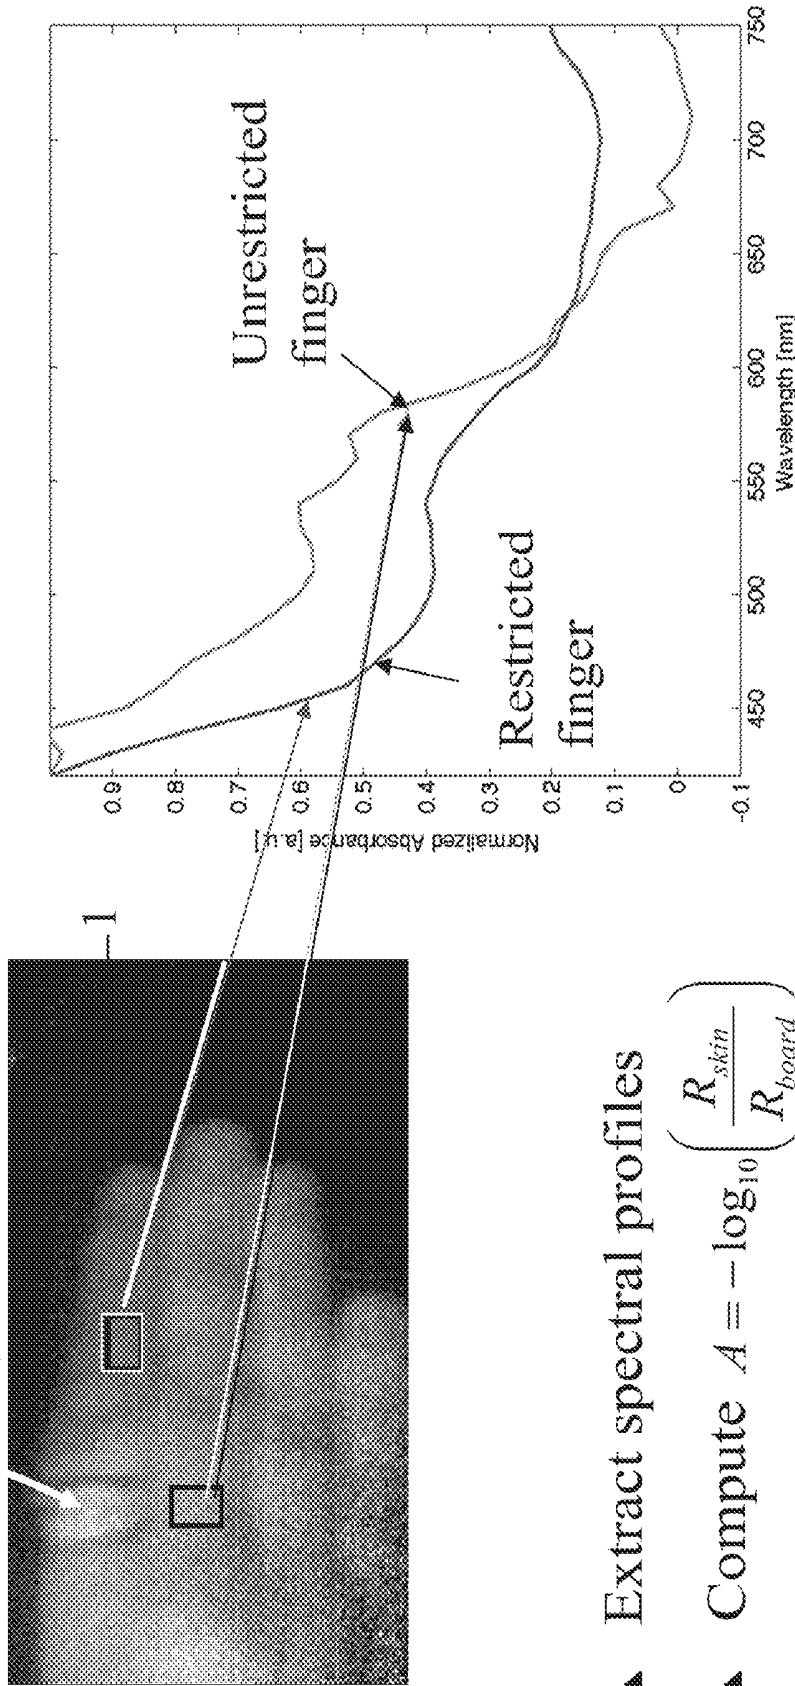 –1
Normalized Absorbance [a.u.]
0.9
0.8
0.7
0.6
0.5
0.4
0.3
0.2
0.1
0
-0.1
450
500
550
600
650
700
750
Wavelength [nm]
Unrestricted
finger
Restricted
finger
Extract spectral profiles
Compute A = −log₁₀ (R_skin / R_board)